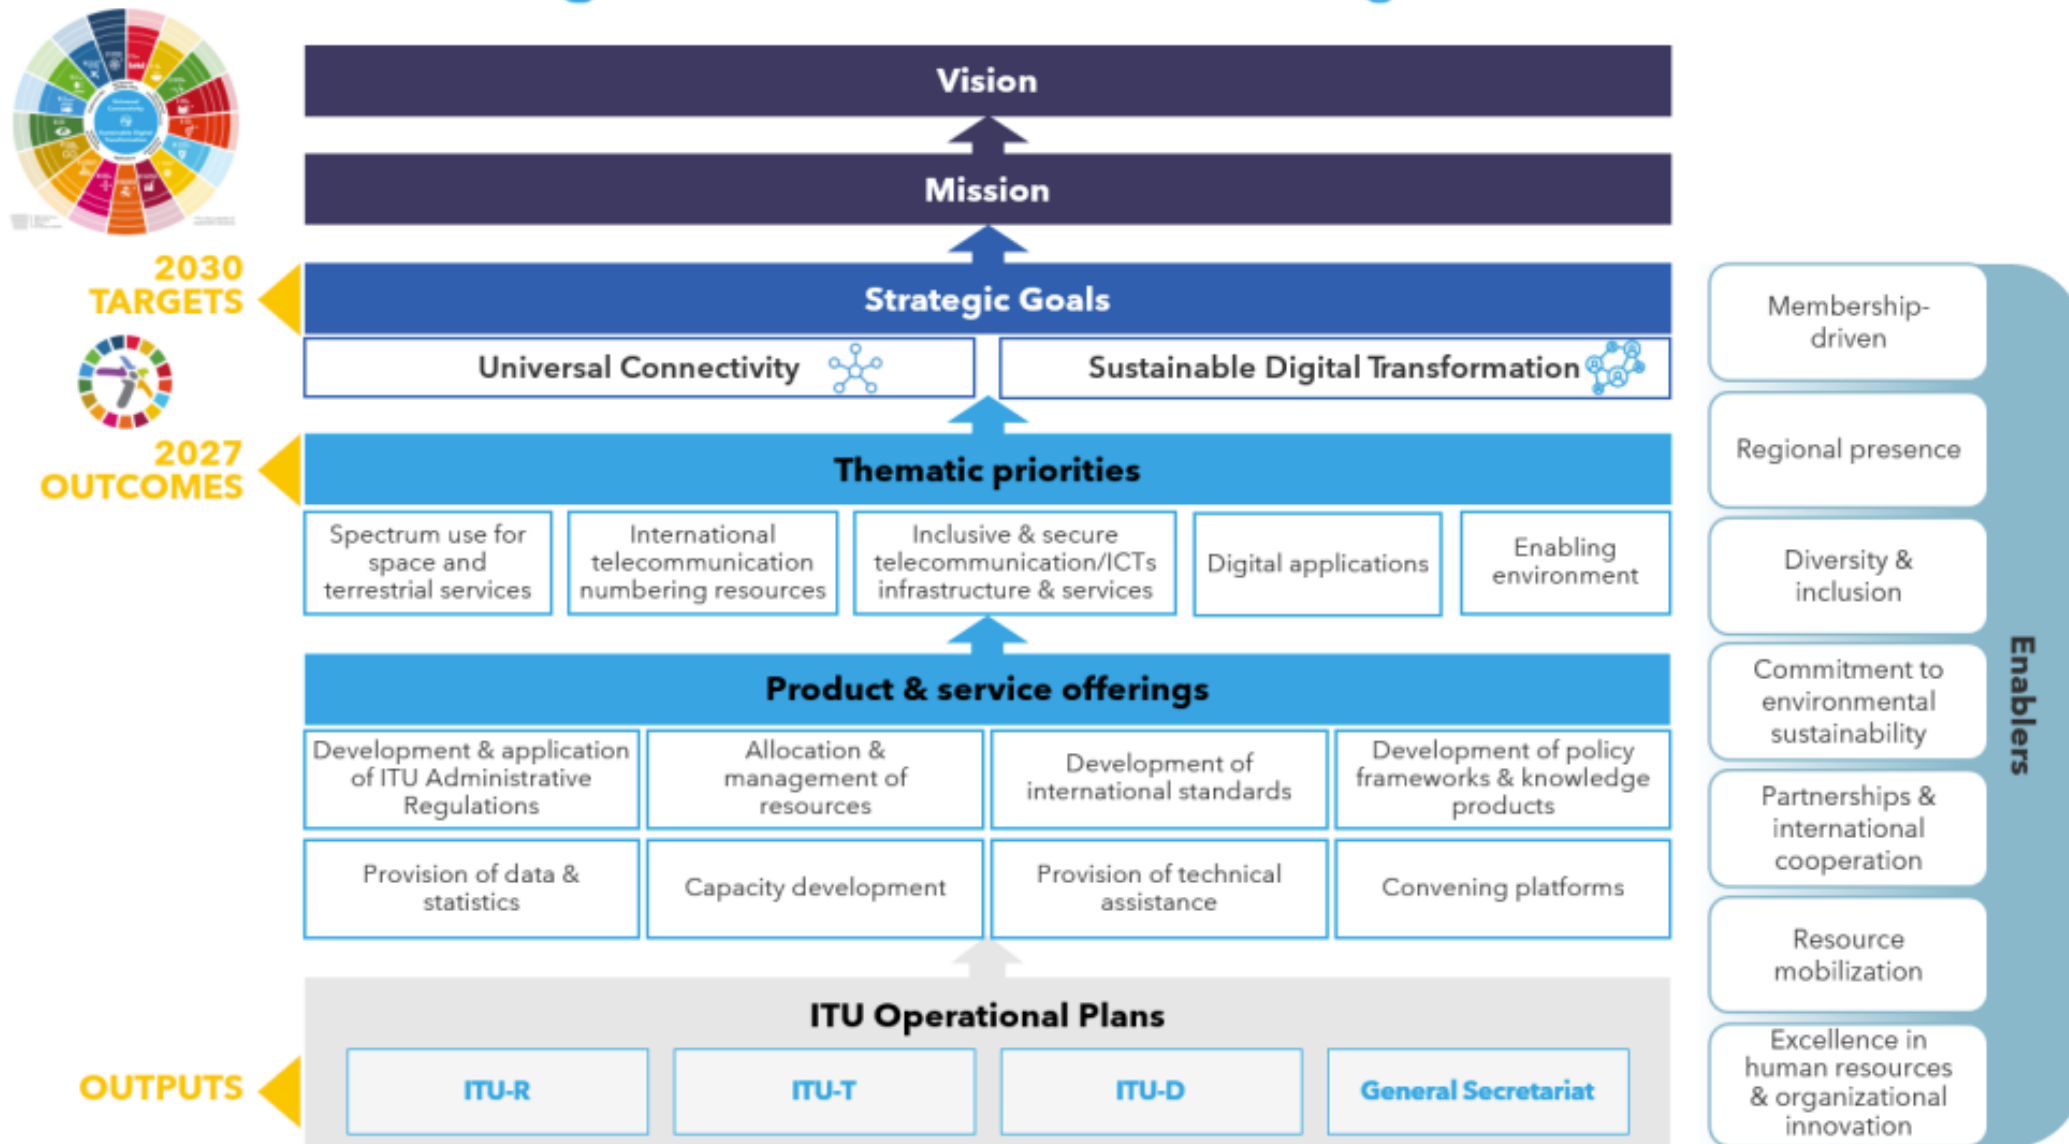 Vision
Mission
2030
TARGETS
Strategic Goals
Universal Connectivity
Sustainable Digital Transformation
2027
OUTCOMES
Thematic priorities
Spectrum use for
space and
terrestrial services
International
telecommunication
numbering resources
Inclusive & secure
telecommunication/ICTs
infrastructure & services
Digital applications
Enabling
environment
Product & service offerings
Development & application
of ITU Administrative
Regulations
Allocation &
management of
resources
Development of
international standards
Development of policy
frameworks & knowledge
products
Provision of data &
statistics
Capacity development
Provision of technical
assistance
Convening platforms
ITU Operational Plans
OUTPUTS
ITU-R
ITU-T
ITU-D
General Secretariat
Membership-
driven
Regional presence
Diversity &
inclusion
Commitment to
environmental
sustainability
Partnerships &
international
cooperation
Resource
mobilization
Excellence in
human resources
& organizational
innovation
Enablers